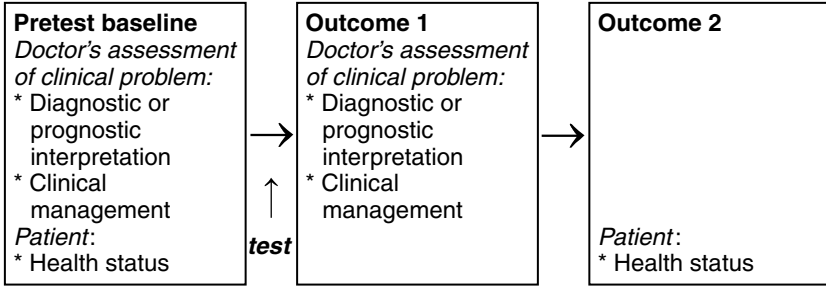 Pretest baseline
Doctor's assessment
of clinical problem:
* Diagnostic or
prognostic
interpretation
* Clinical
management
Patient:
* Health status
test
Outcome 1
Doctor's assessment
of clinical problem:
* Diagnostic or
prognostic
interpretation
* Clinical
management
Outcome 2
Patient:
* Health status